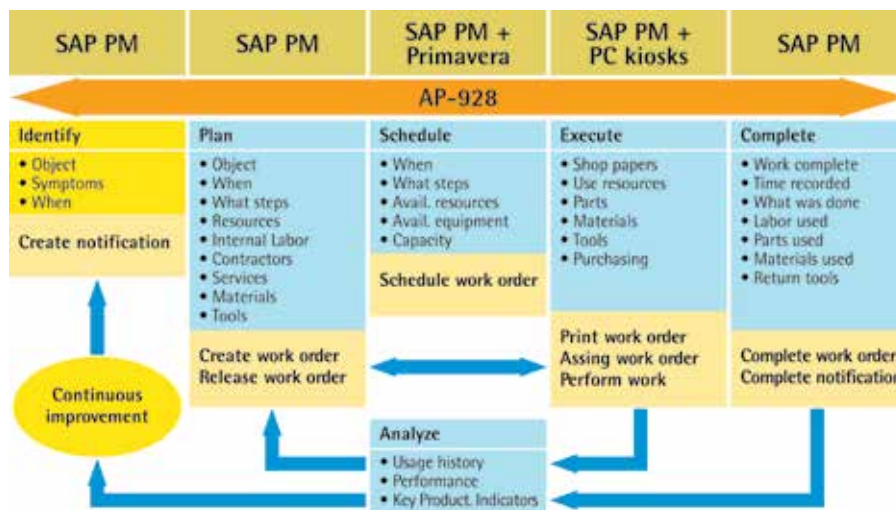 SAP PM
SAP PM
SAP PM +
Primavera
SAP PM +
PC kiosks
SAP PM
AP-928
Identify
• Object
• Symptoms
• When
Create notification
Continuous
improvement
Plan
• Object
• When
• What steps
• Resources
• Internal Labor
• Contractors
• Services
• Materials
• Tools
Create work order
Release work order
Schedule
• When
• What steps
• Avail. resources
• Avail. equipment
• Capacity
Schedule work order
Analyze
• Usage history
• Performance
• Key Product. Indicators
Execute
• Shop papers
• Use resources
• Parts
• Materials
• Tools
• Purchasing
Print work order
Assing work order
Perform work
Complete
• Work complete
• Time recorded
• What was done
• Labor used
• Parts used
• Materials used
• Return tools
Complete work order
Complete notification